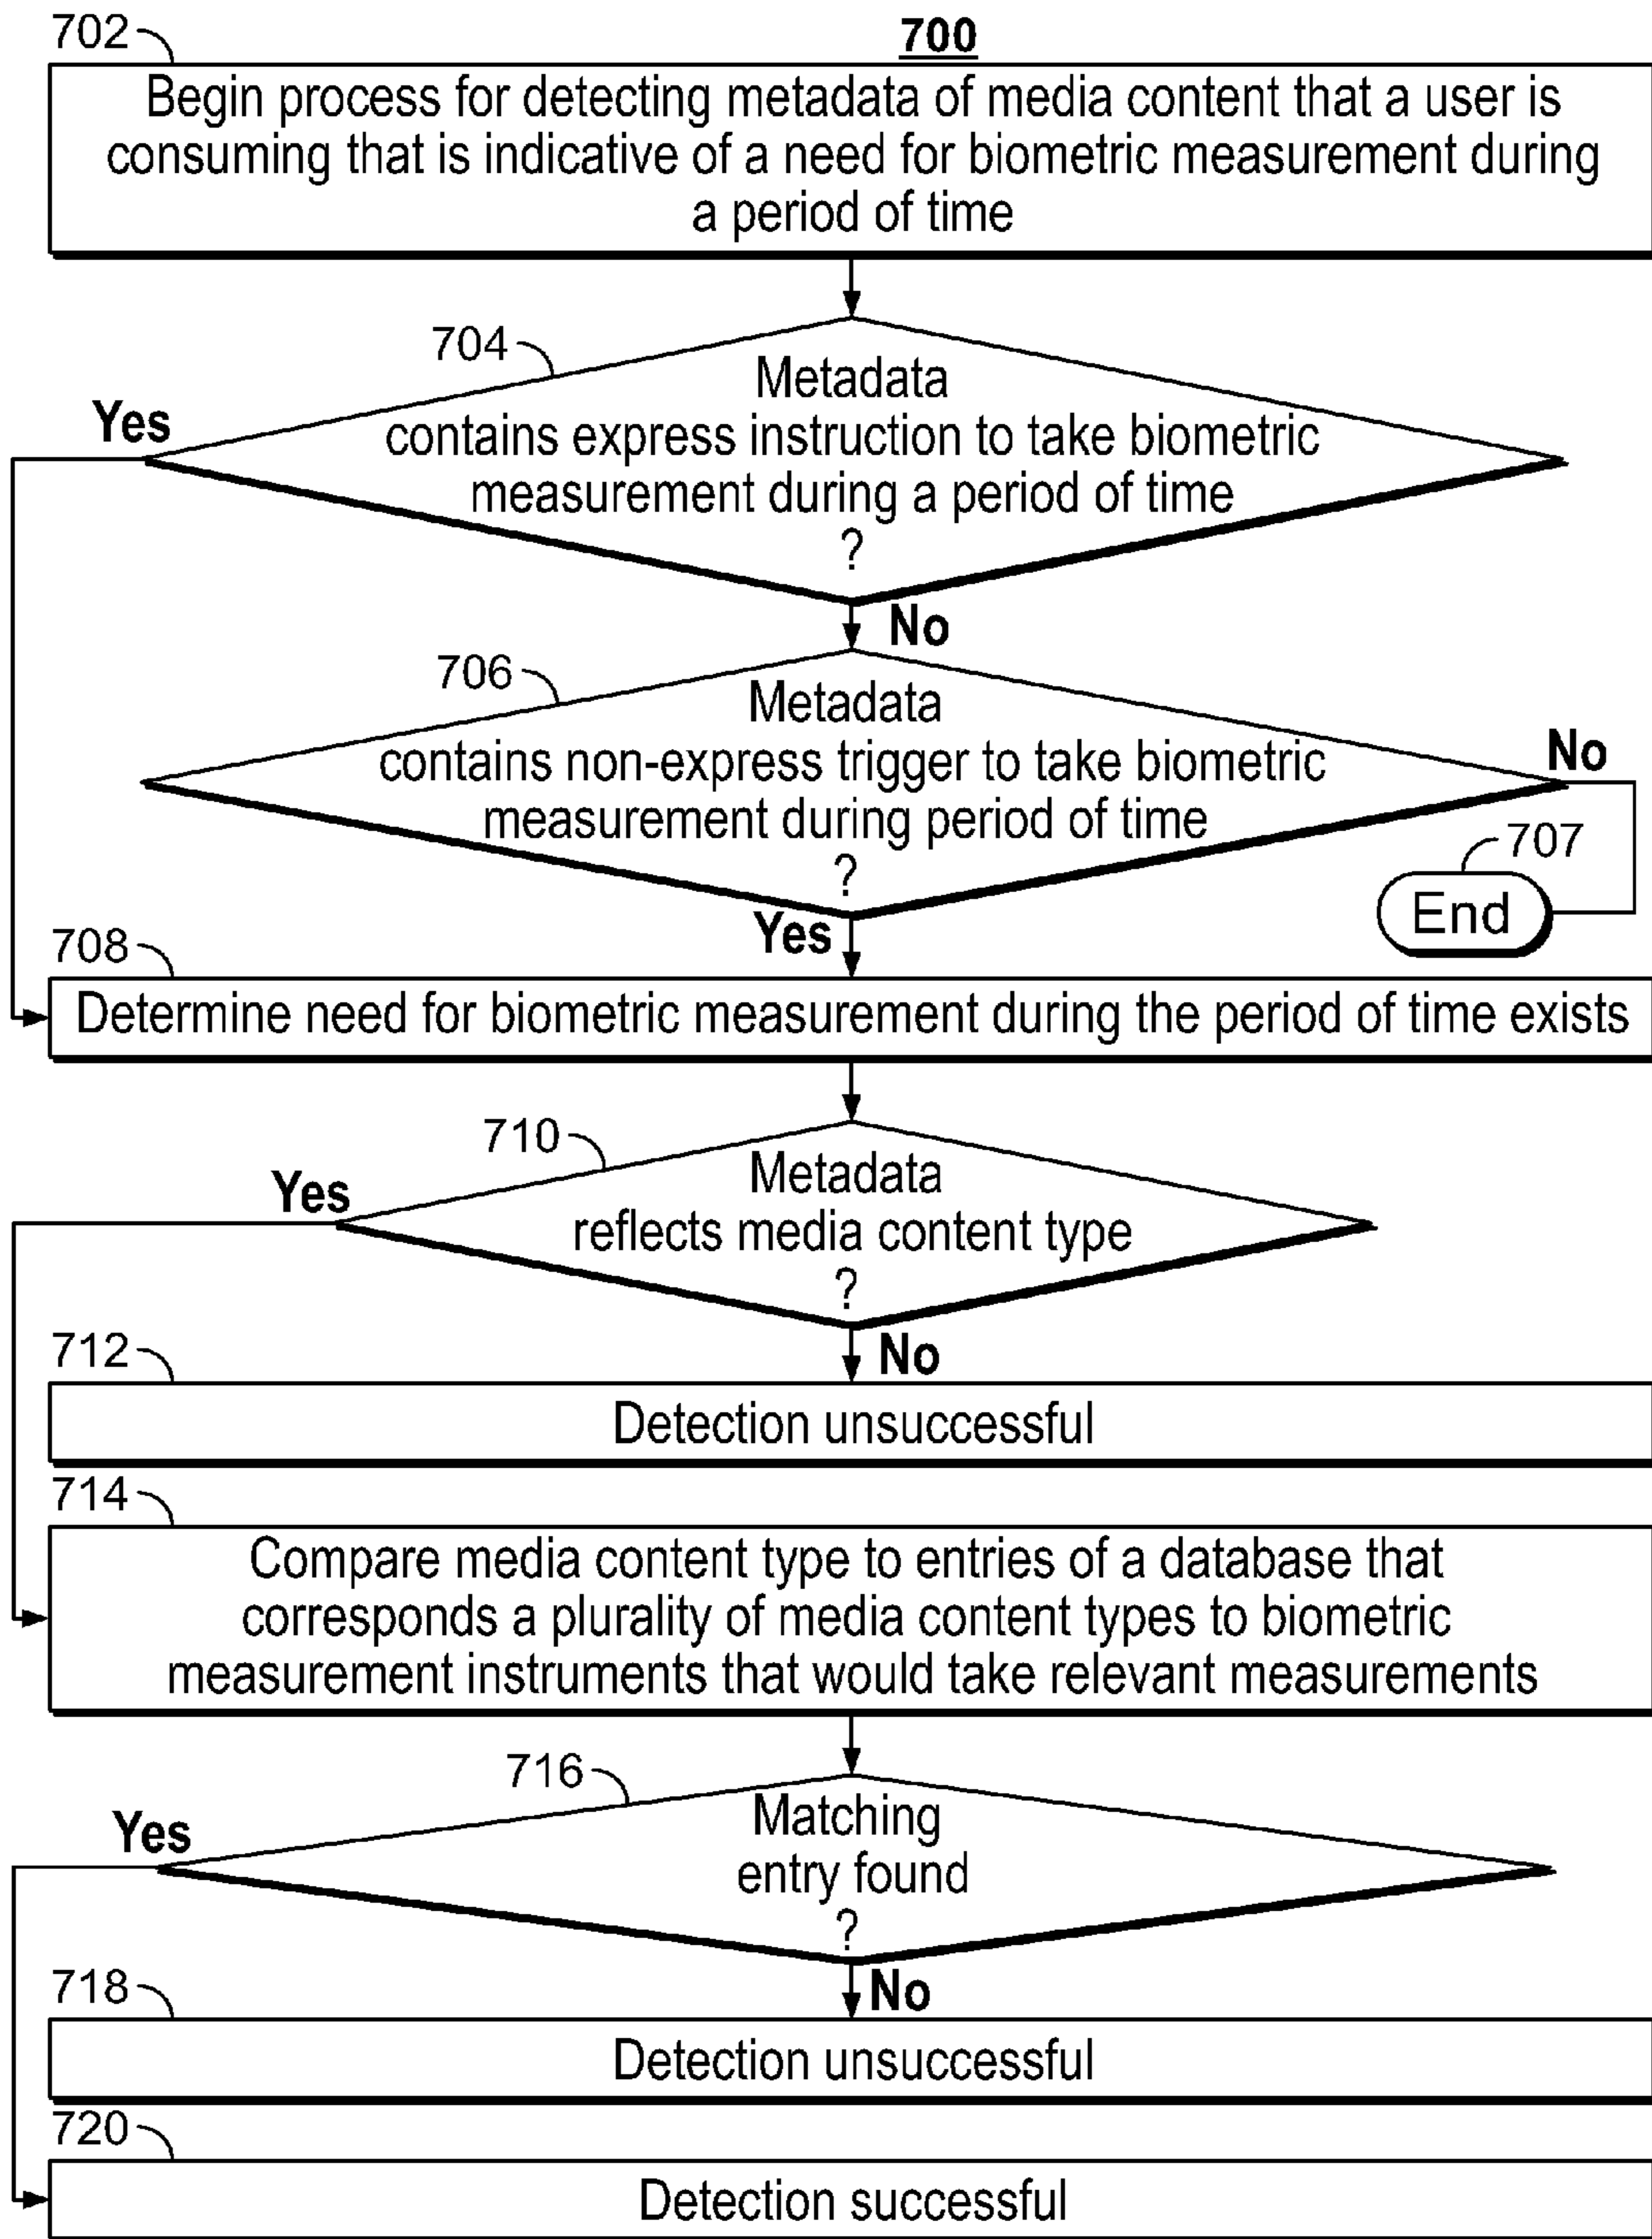 700
702
Begin process for detecting metadata of media content that a user is
consuming that is indicative of a need for biometric measurement during
a period of time
704
Metadata
contains express instruction to take biometric
measurement during a period of time
?
Yes
No
706
Metadata
contains non-express trigger to take biometric
measurement during period of time
?
No
707
End
Yes
708
Determine need for biometric measurement during the period of time exists
710
Metadata
reflects media content type
?
Yes
No
712
Detection unsuccessful
714
Compare media content type to entries of a database that
corresponds a plurality of media content types to biometric
measurement instruments that would take relevant measurements
716
Matching
entry found
?
Yes
No
718
Detection unsuccessful
720
Detection successful